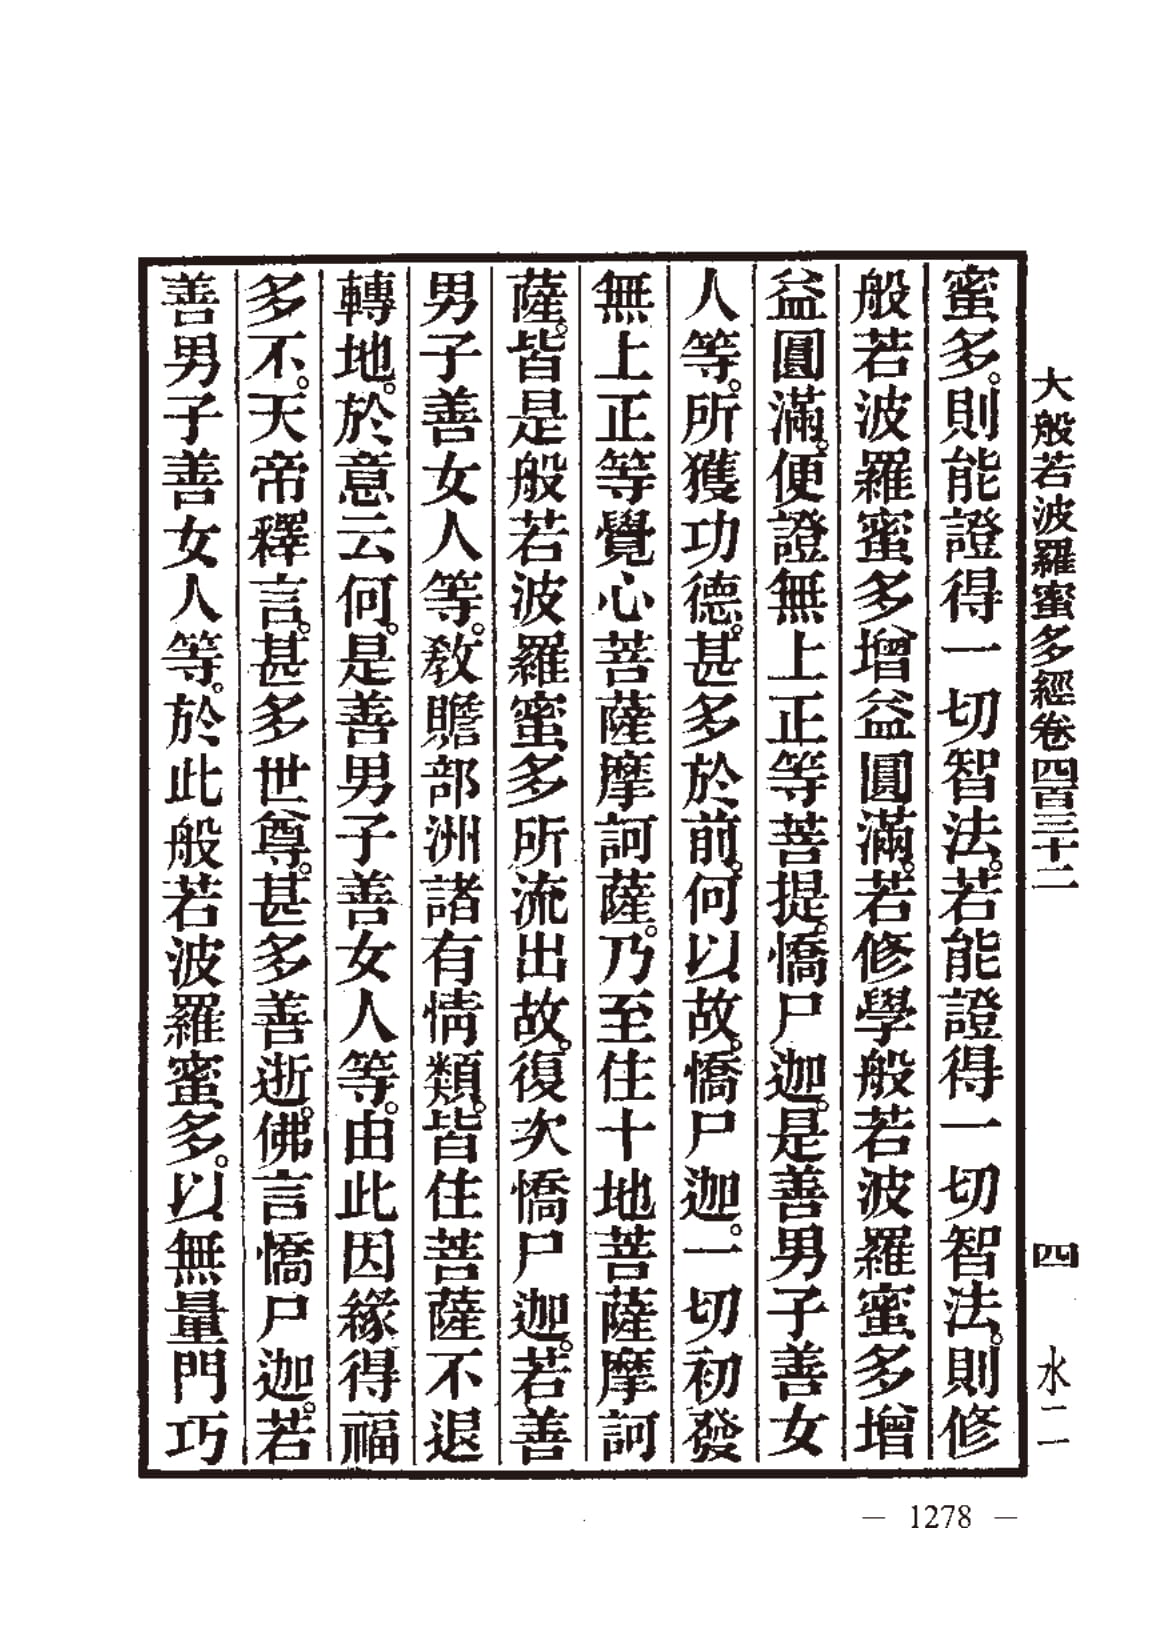 大般若波羅蜜多經卷四百三十二 四 水二
蜜多。則能證得一切智法。若能證得一切智法。則修
般若波羅蜜多增益圓滿。若修學般若波羅蜜多增
益圓滿。便證無上正等菩提。憍尸迦。是善男子善女
人等。所獲功德。甚多於前。何以故。憍尸迦。一切初發
無上正等覺心菩薩摩訶薩。乃至住十地菩薩摩訶
薩。皆是般若波羅蜜多所流出故。復次憍尸迦。若善
男子善女人等。教贍部洲諸有情類。皆住菩薩不退
轉地。於意云何。是善男子善女人等。由此因緣得福
多不。天帝釋言。甚多世尊。甚多善逝。佛言憍尸迦。若
善男子善女人等。於此般若波羅蜜多。以無量門巧
— 1278 —